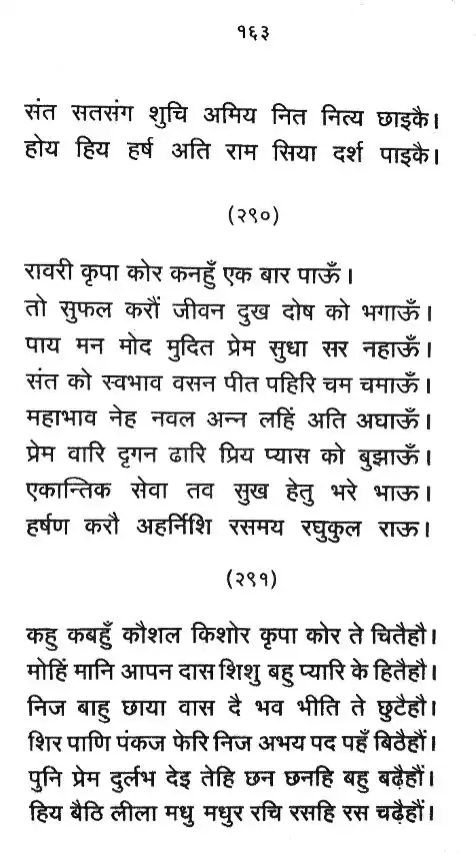 १६३
संत सतसंग शुचि अमिय नित नित्य छाइकै।
होय हिय हर्ष अति राम सिया दर्श पाइकै।
(२९०)
रावरी कृपा कोर कनहुँ एक बार पाऊँ।
तो सुफल करौं जीवन दुख दोष को भगाऊँ।
पाय मन मोद मुदित प्रेम सुधा सर नहाऊँ।
संत को स्वभाव वसन पीत पहिरि चम चमाऊँ।
महाभाव नेह नवल अन्न लहिं अति अघाऊँ।
प्रेम वारि दृगन ढारि प्रिय प्यास को बुझाऊँ।
एकान्तिक सेवा तव सुख हेतु भरे भाऊ।
हर्षण करौ अहर्निशि रसमय रघुकुल राऊ।
(२९१)
कहु कबहुँ कौशल किशोर कृपा कोर ते चितैहौ।
मोहिं मानि आपन दास शिशु बहु प्यारि के हितैहौ।
निज बाहु छाया वास दै भव भीति ते छुटैहौ।
शिर पाणि पंकज फेरि निज अभय पद पहँ बिठैहौं।
पुनि प्रेम दुर्लभ देइ तेहि छन छनहि बहु बढ़ैहौं।
हिय बैठि लीला मधु मधुर रचि रसहि रस चढ़ैहौं।